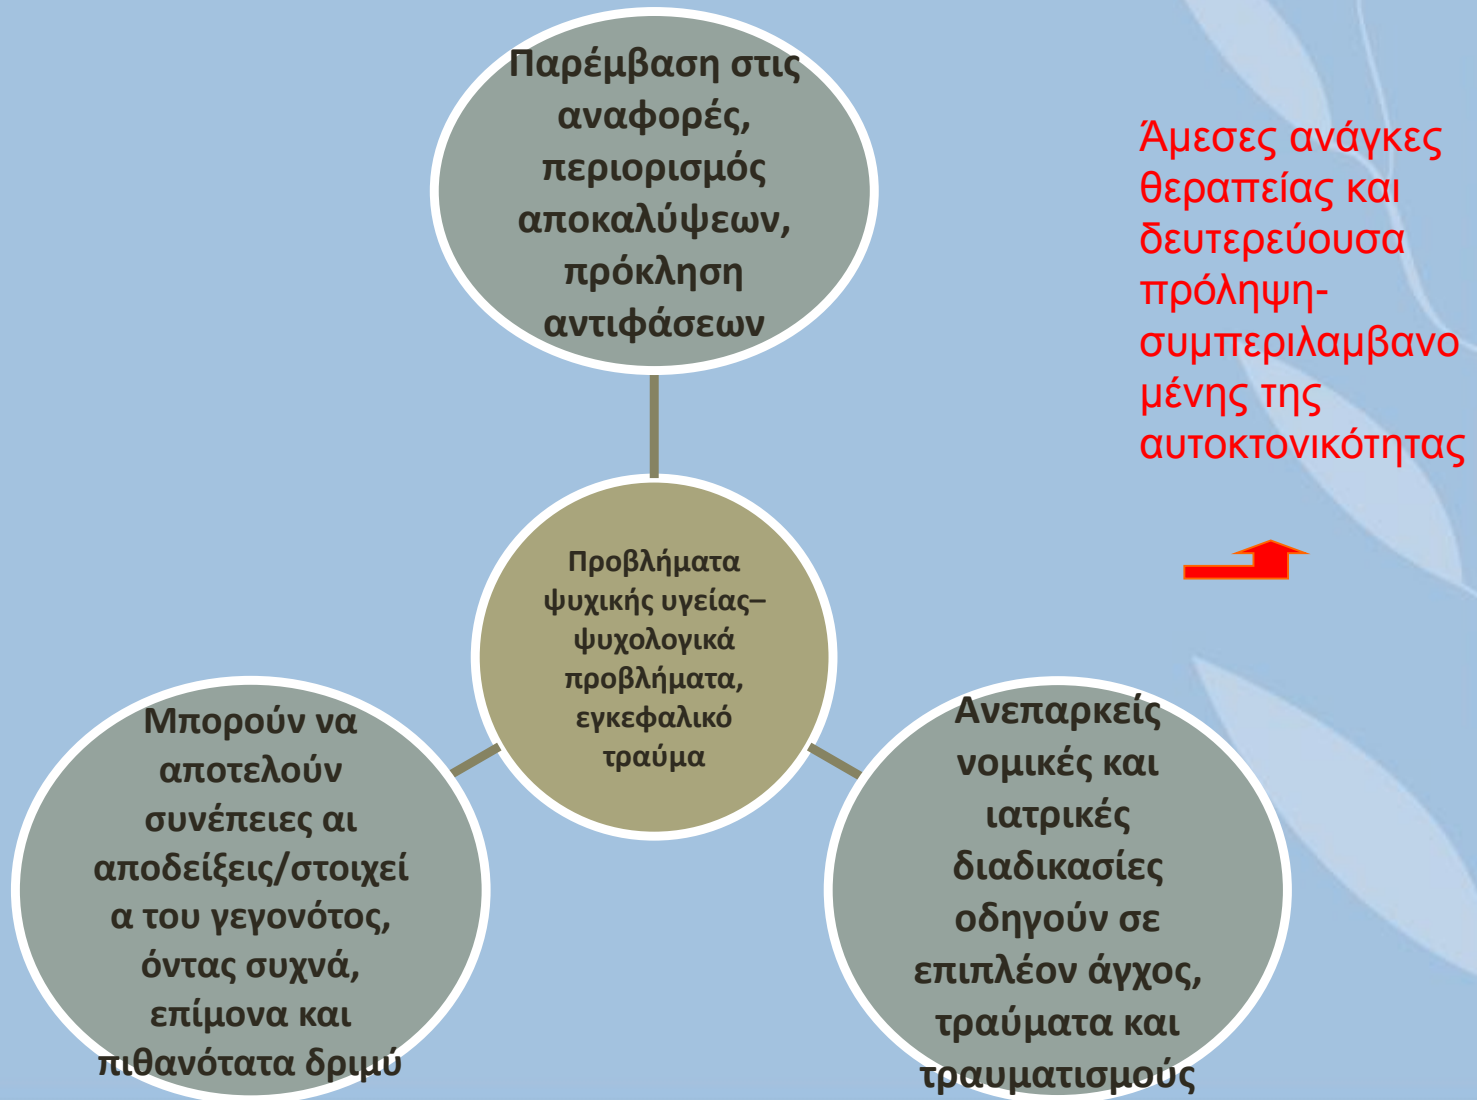 Παρέμβαση στις
αναφορές,
περιορισμός
αποκαλύψεων,
πρόκληση
αντιφάσεων
Άμεσες ανάγκες
θεραπείας και
δευτερεύουσα
πρόληψη-
συμπεριλαμβανο
μένης της
αυτοκτονικότητας
Προβλήματα
ψυχικής υγείας–
ψυχολογικά
προβλήματα,
εγκεφαλικό
τραύμα
Μπορούν να
αποτελούν
συνέπειες αι
αποδείξεις/στοιχεί
α του γεγονότος,
όντας συχνά,
επίμονα και
πιθανότατα δριμύ
Ανεπαρκείς
νομικές και
ιατρικές
διαδικασίες
οδηγούν σε
επιπλέον άγχος,
τραύματα και
τραυματισμούς